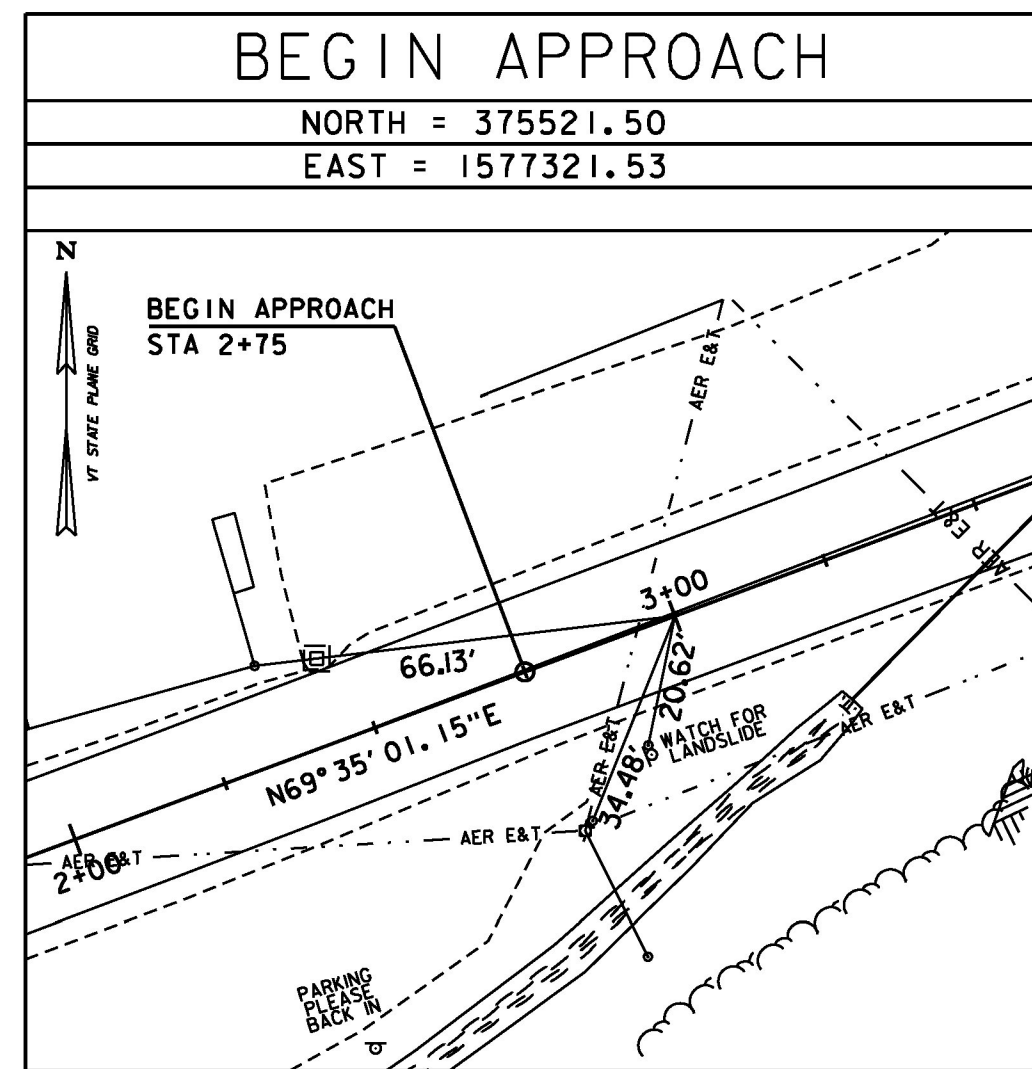 BEGIN APPROACH
NORTH = 375521.50
EAST = 1577321.53
N
VT STATE PLANE GRID
BEGIN APPROACH
STA 2+75
AER E&T
AER E&T
AER E&T
3+00
66.13'
20.62'
N69° 35' 01.15"E
WATCH FOR
LANDSLIDE
AER E&T
AER E&T
34.48'
AER E&T
AER E&T
2+00
PARKING
PLEASE
BACK IN